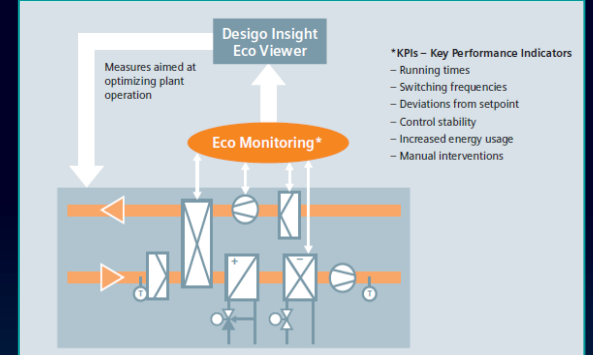 Desigo Insight
Eco Viewer
Measures aimed at
optimizing plant
operation
*KPIs – Key Performance Indicators
– Running times
– Switching frequencies
– Deviations from setpoint
– Control stability
– Increased energy usage
– Manual interventions
Eco Monitoring*
+
–
T
T